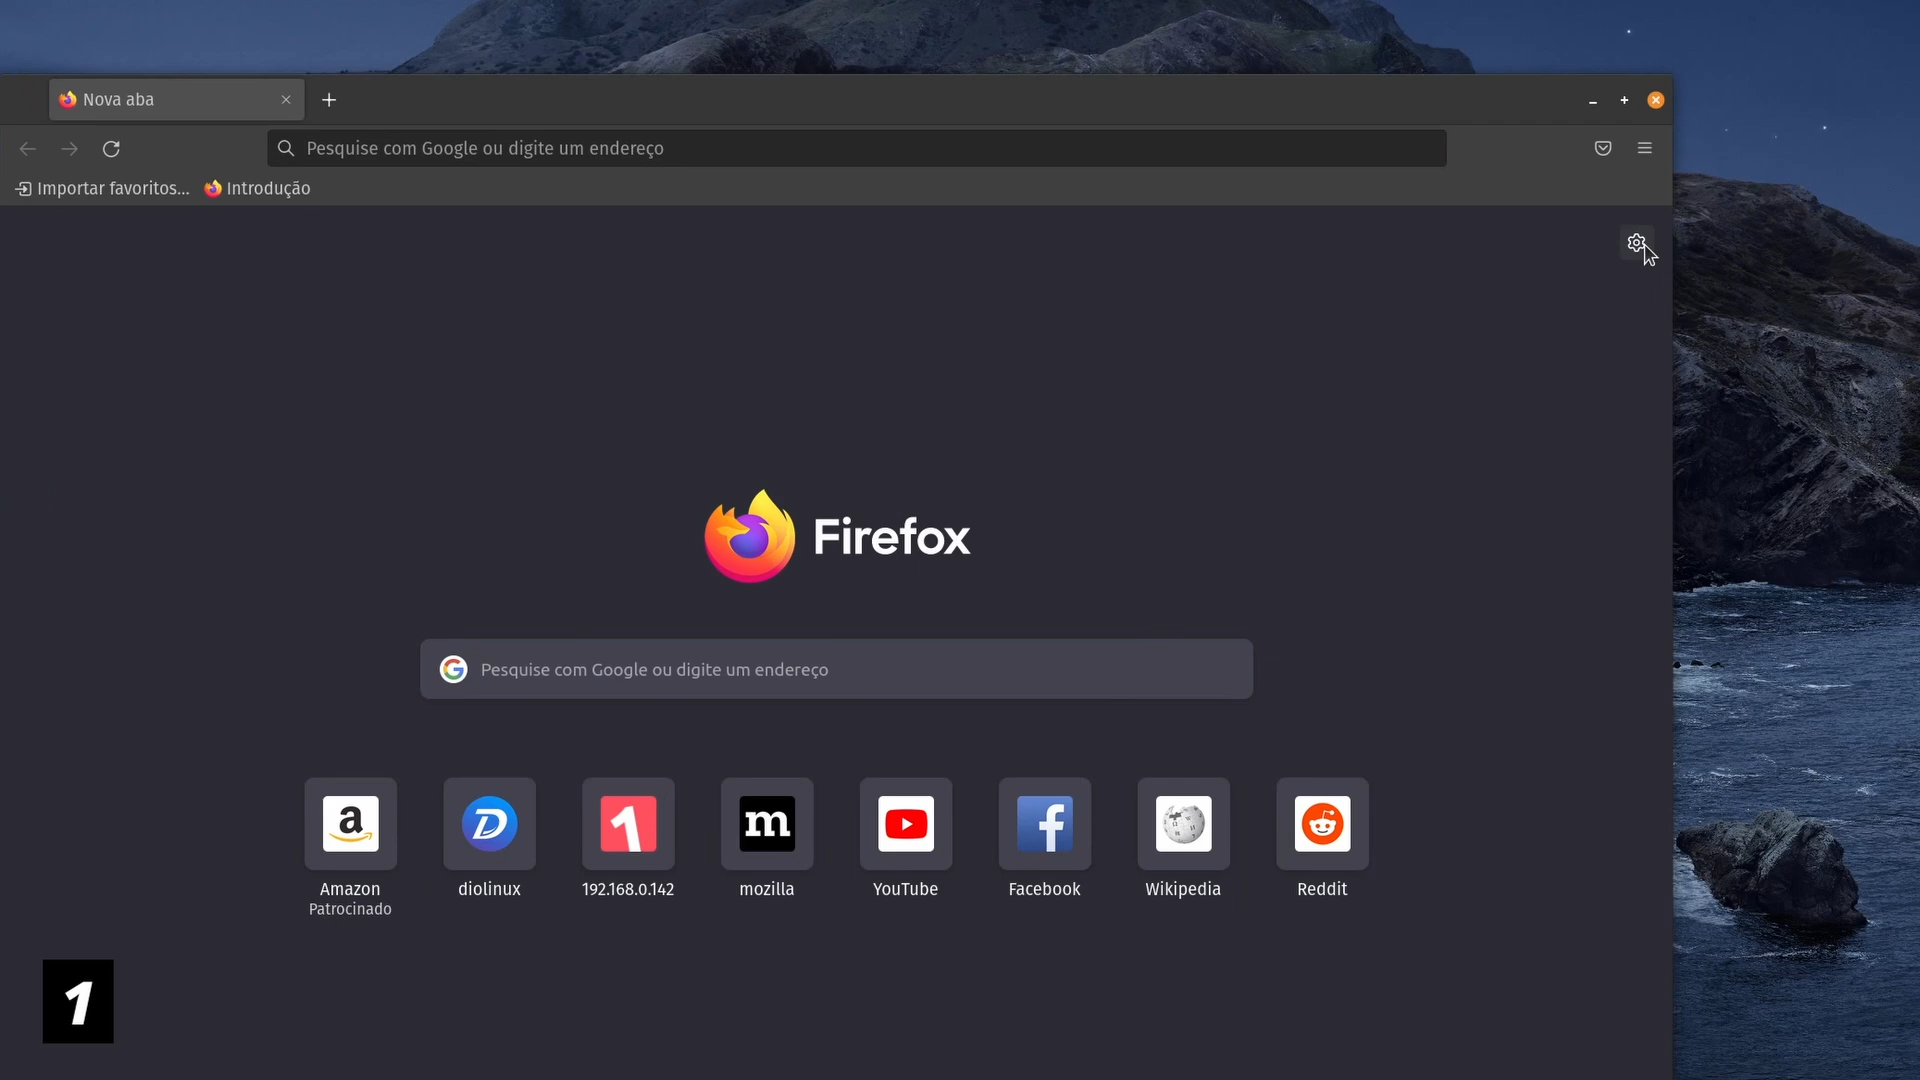 Nova aba
Pesquise com Google ou digite um endereço
Importar favoritos...
Introdução
Firefox
Pesquise com Google ou digite um endereço
Amazon
Patrocinado
diolinux
192.168.0.142
mozilla
YouTube
Facebook
Wikipedia
Reddit
1